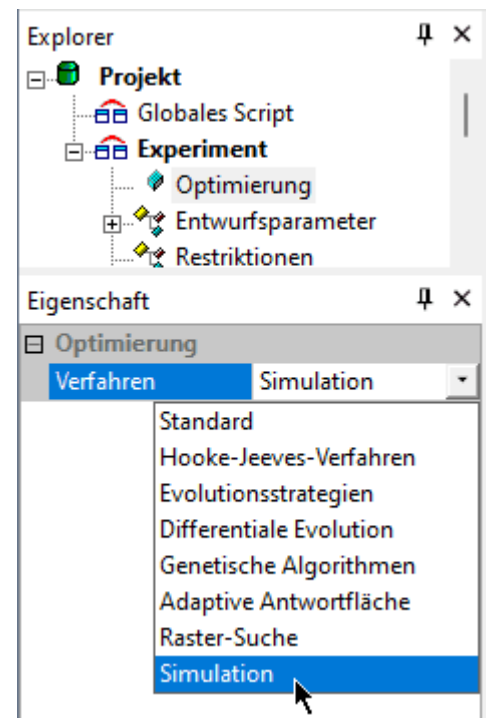 Explorer
Projekt
Globales Script
Experiment
Optimierung
Entwurfsparameter
Restriktionen
Eigenschaft
Optimierung
Verfahren Simulation
Standard
Hooke-Jeeves-Verfahren
Evolutionsstrategien
Differentiale Evolution
Genetische Algorithmen
Adaptive Antwortfläche
Raster-Suche
Simulation